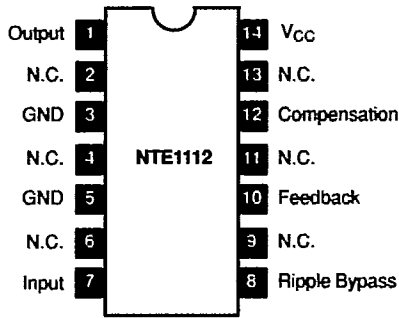 Output 1 14 VCC
N.C. 2 13 N.C.
GND 3 12 Compensation
N.C. 4 NTE1112 11 N.C.
GND 5 10 Feedback
N.C. 6 9 N.C.
Input 7 8 Ripple Bypass